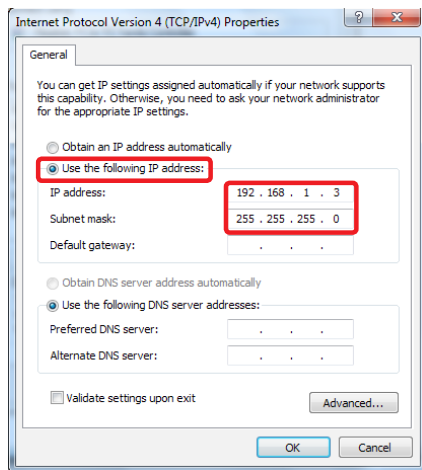 Internet Protocol Version 4 (TCP/IPv4) Properties
General
You can get IP settings assigned automatically if your network supports
this capability. Otherwise, you need to ask your network administrator
for the appropriate IP settings.
Obtain an IP address automatically
Use the following IP address:
IP address: 192 . 168 . 1 . 3
Subnet mask: 255 . 255 . 255 . 0
Default gateway: . . .
Obtain DNS server address automatically
Use the following DNS server addresses:
Preferred DNS server: . . .
Alternate DNS server: . . .
Validate settings upon exit
Advanced...
OK Cancel